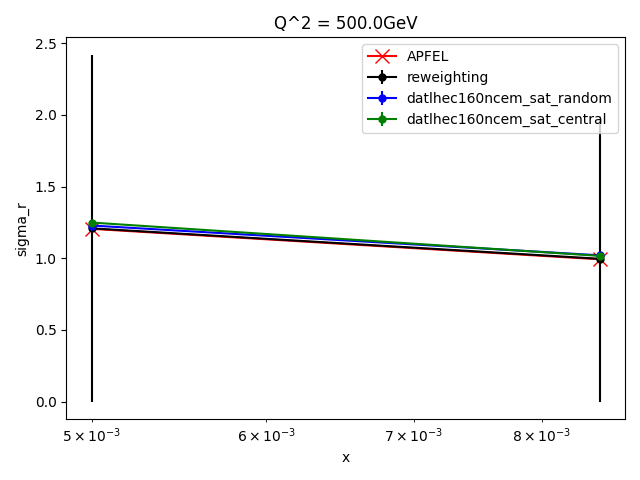 Q^2 = 500.0GeV
APFEL
reweighting
datlhec160ncem_sat_random
datlhec160ncem_sat_central
sigma_r
2.5
2.0
1.5
1.0
0.5
0.0
5 × 10⁻³
6 × 10⁻³
7 × 10⁻³
8 × 10⁻³
x